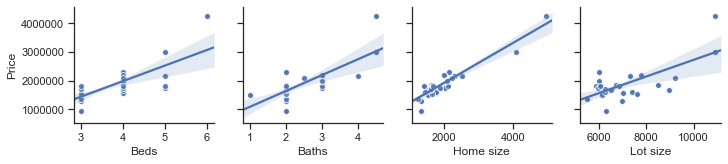 4000000
3000000
2000000
1000000
Price
3 4 5 6
Beds
1 2 3 4
Baths
2000 4000
Home size
6000 8000 10000
Lot size